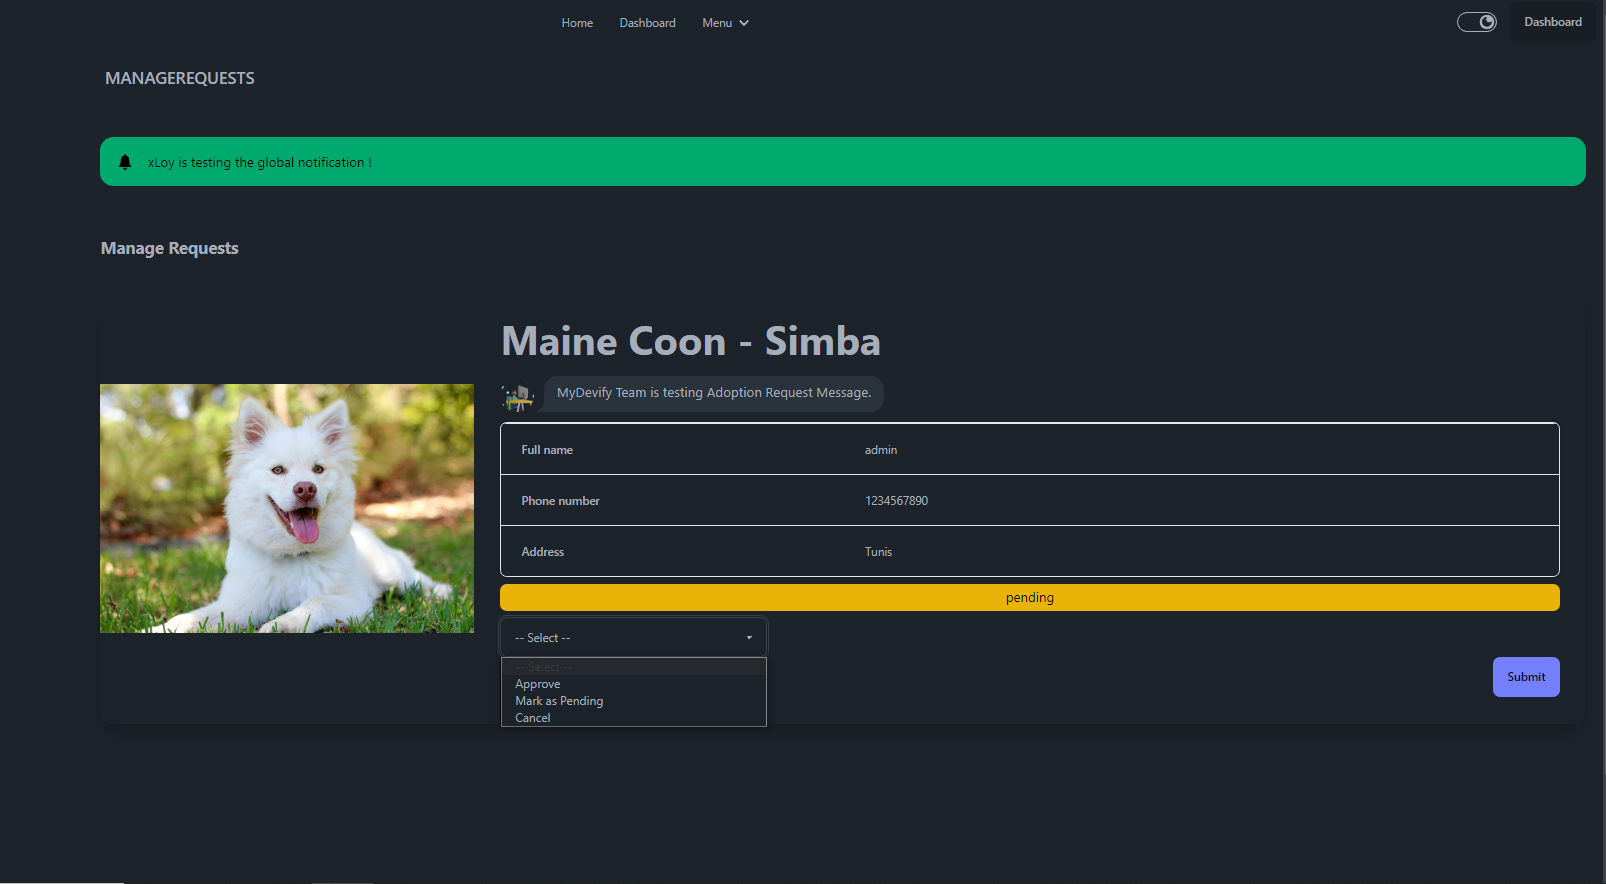 Home Dashboard Menu Dashboard
MANAGEREQUESTS
xLoy is testing the global notification !
Manage Requests
Maine Coon - Simba
MyDevify Team is testing Adoption Request Message.
Full name admin
Phone number 1234567890
Address Tunis
pending
-- Select --
-- Select --
Approve
Mark as Pending
Cancel
Submit